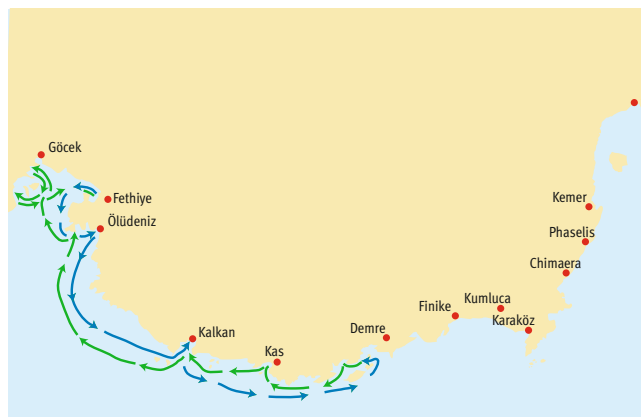 Göcek
Fethiye
Ölüdeniz
Kemer
Phaselis
Chimaera
Kumluca
Finike
Karaköz
Demre
Kalkan
Kas